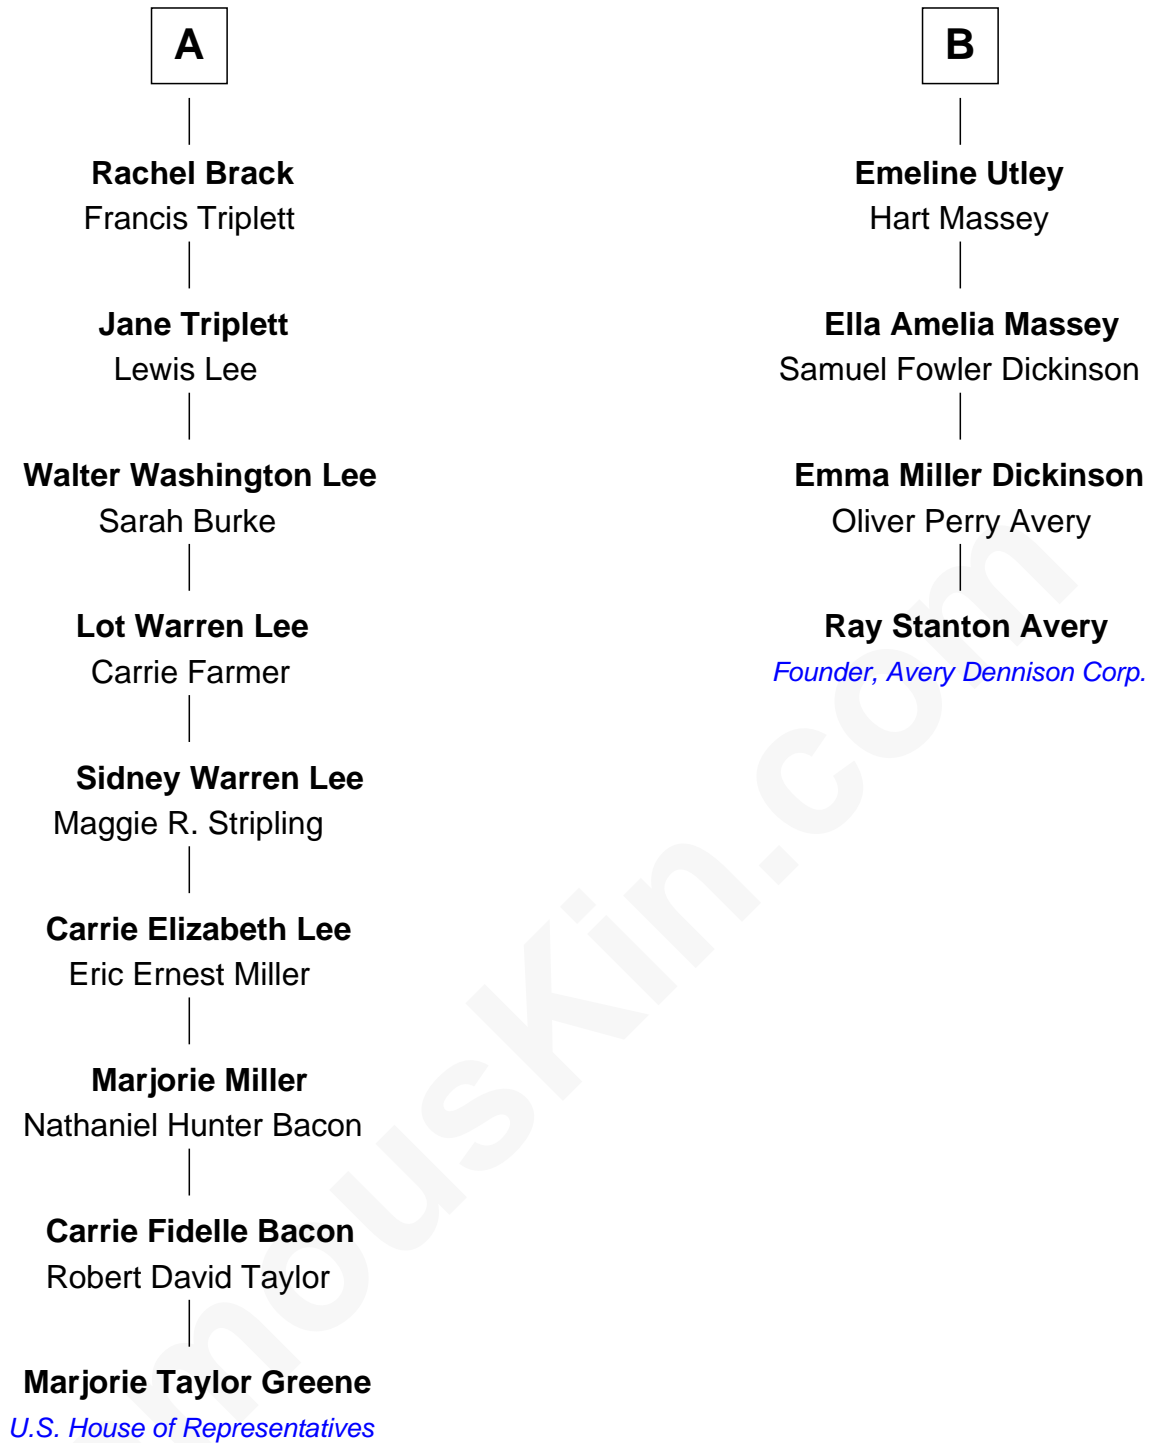 A
Rachel Brack
Francis Triplett
Jane Triplett
Lewis Lee
Walter Washington Lee
Sarah Burke
Lot Warren Lee
Carrie Farmer
Sidney Warren Lee
Maggie R. Stripling
Carrie Elizabeth Lee
Eric Ernest Miller
Marjorie Miller
Nathaniel Hunter Bacon
Carrie Fidelle Bacon
Robert David Taylor
Marjorie Taylor Greene
U.S. House of Representatives
B
Emeline Utley
Hart Massey
Ella Amelia Massey
Samuel Fowler Dickinson
Emma Miller Dickinson
Oliver Perry Avery
Ray Stanton Avery
Founder, Avery Dennison Corp.
mousKin.com